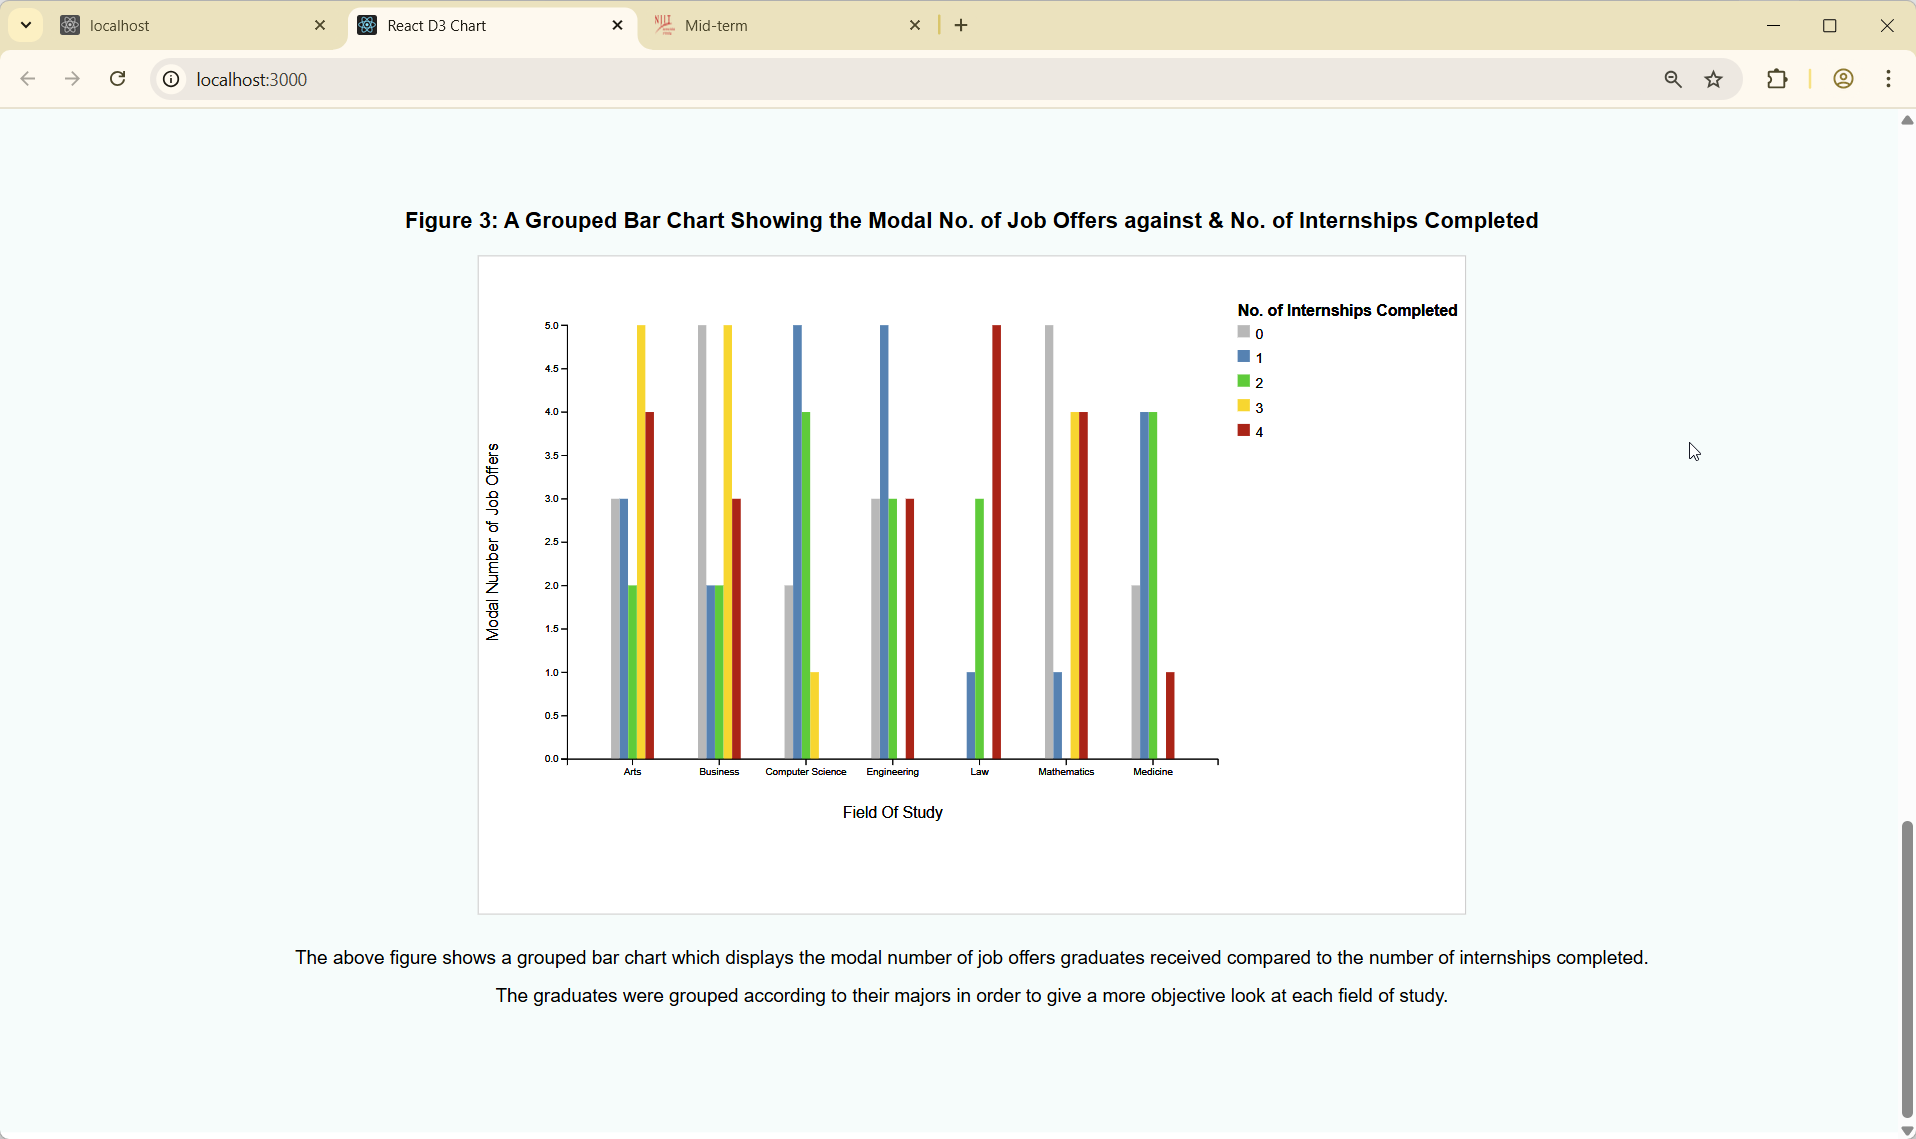 localhost
React D3 Chart
Mid-term
localhost:3000
Figure 3: A Grouped Bar Chart Showing the Modal No. of Job Offers against & No. of Internships Completed
No. of Internships Completed
0
1
2
3
4
5.0
4.5
4.0
3.5
3.0
2.5
2.0
1.5
1.0
0.5
0.0
Modal Number of Job Offers
Arts
Business
Computer Science
Engineering
Law
Mathematics
Medicine
Field Of Study
The above figure shows a grouped bar chart which displays the modal number of job offers graduates received compared to the number of internships completed.
The graduates were grouped according to their majors in order to give a more objective look at each field of study.